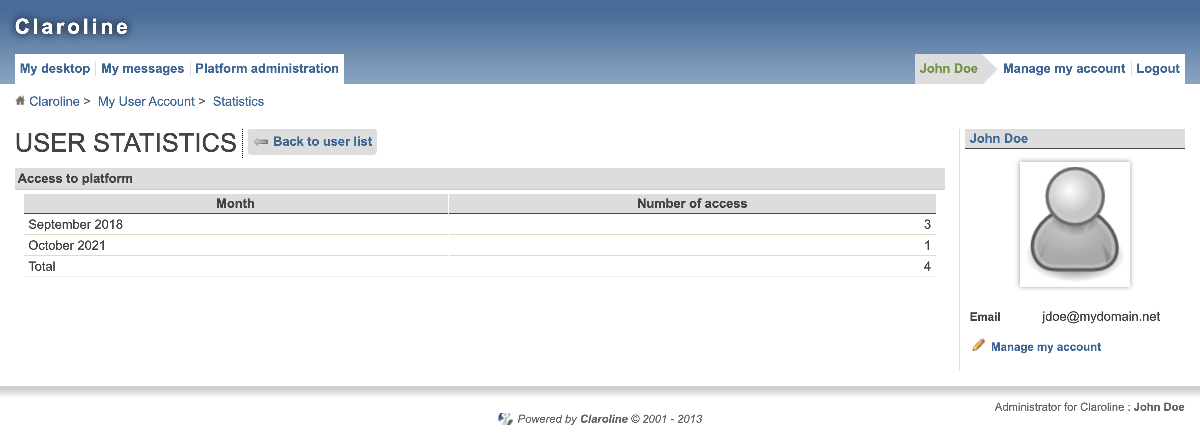 Claroline
My desktop My messages Platform administration John Doe Manage my account Logout
Claroline > My User Account > Statistics
USER STATISTICS Back to user list
John Doe
Access to platform
Month Number of access
September 2018 3
October 2021 1
Total 4
Email jdoe@mydomain.net
Manage my account
Administrator for Claroline : John Doe
Powered by Claroline © 2001 - 2013